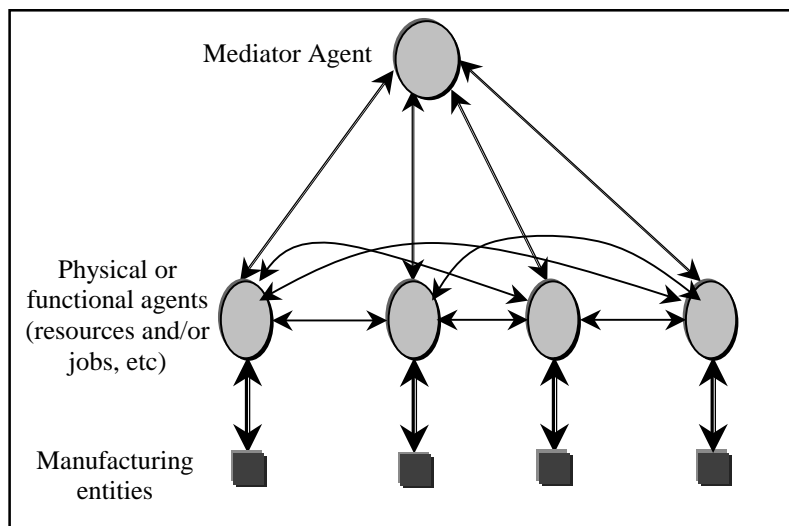 Mediator Agent
Physical or
functional agents
(resources and/or
jobs, etc)
Manufacturing
entities